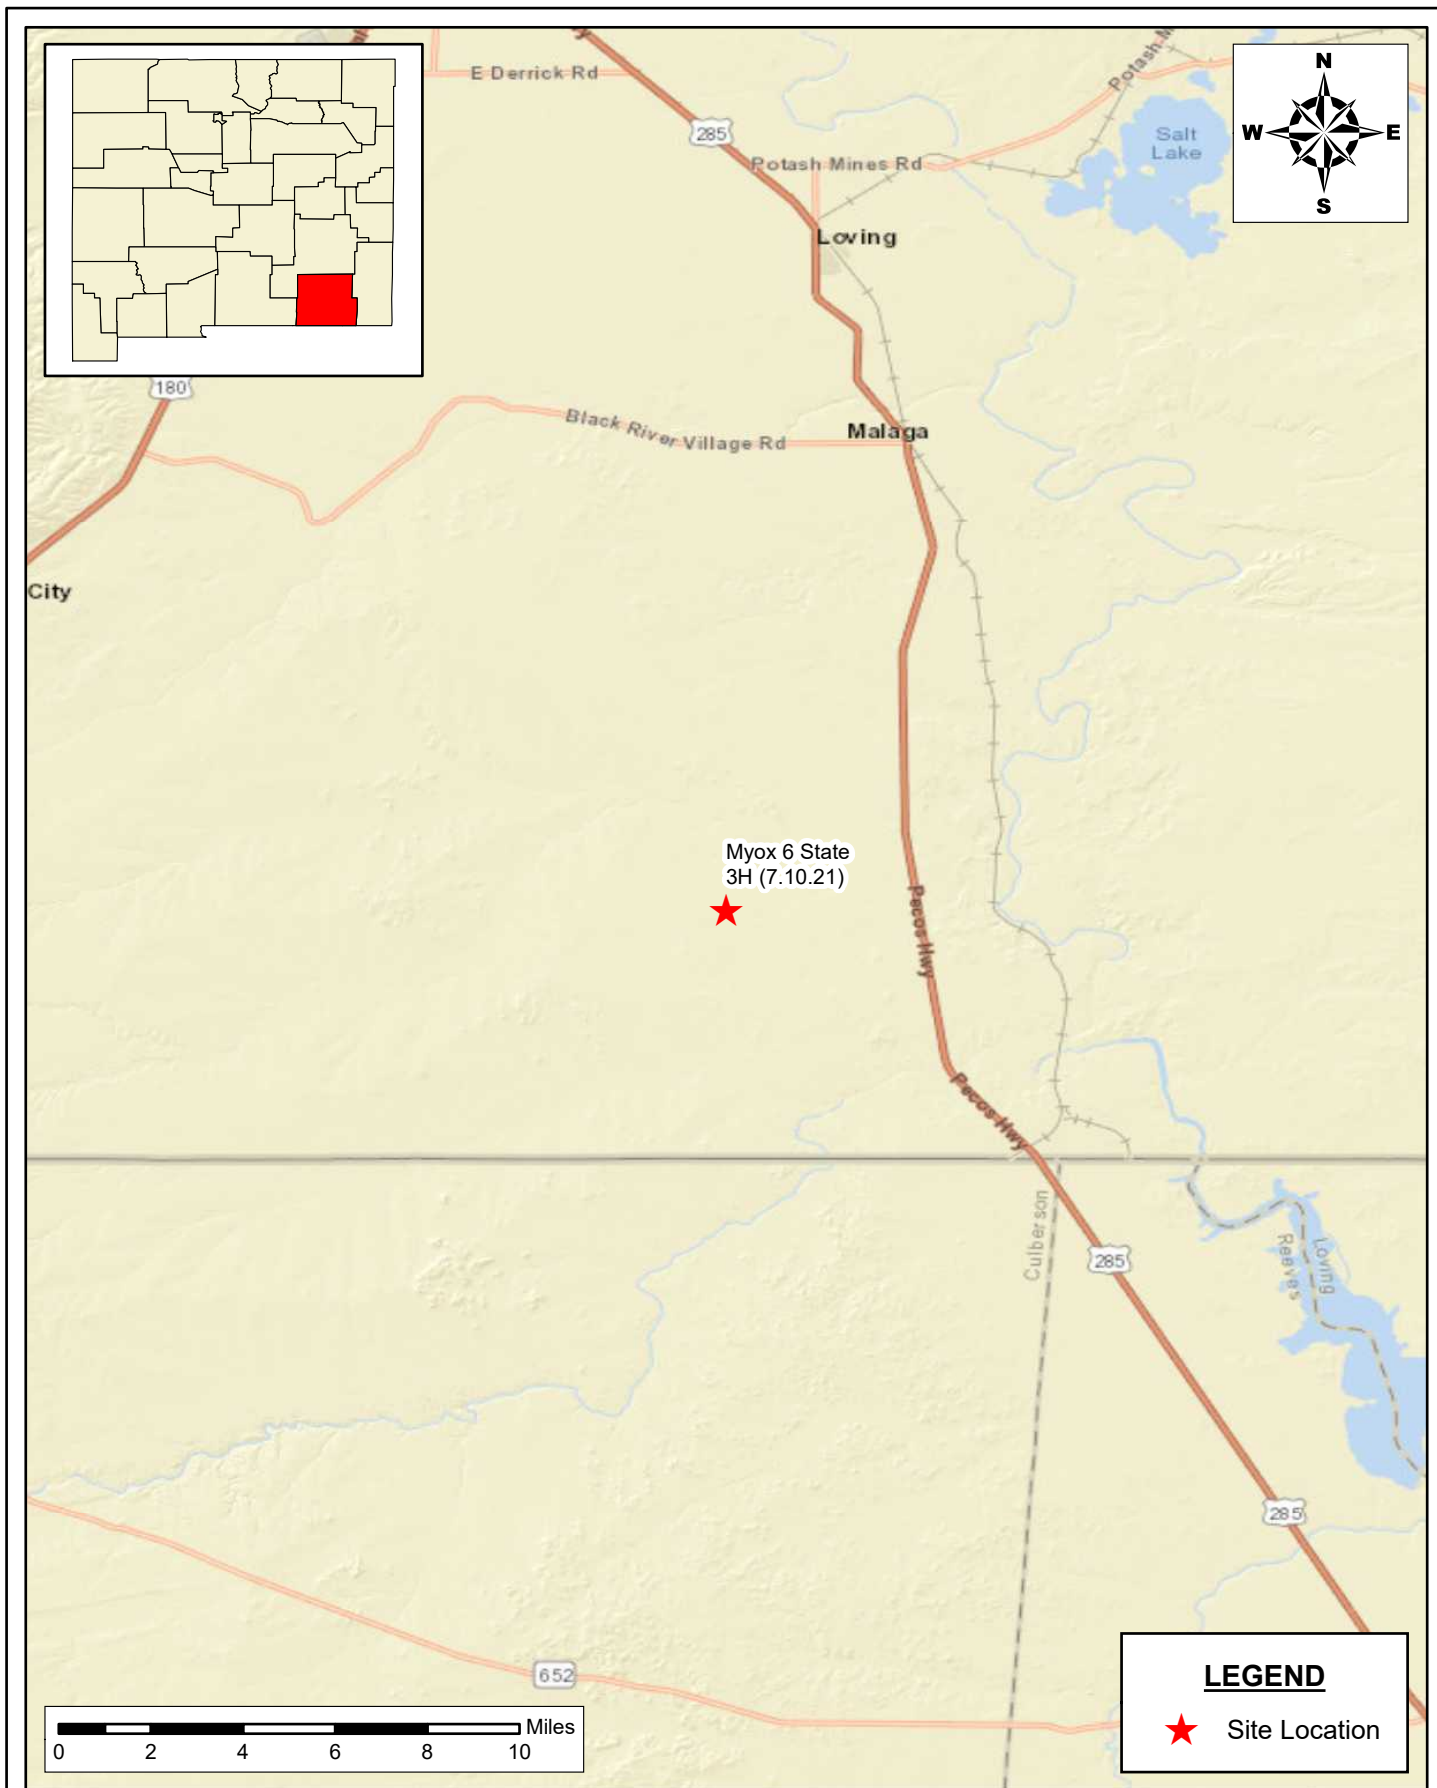 E Derrick Rd
285
Potash Mines Rd
Salt
Lake
N
W
E
S
Loving
180
Black River Village Rd
Malaga
City
Myox 6 State
3H (7.10.21)
Pecos Hwy
Pecos Hwy
Culberson
285
Reeves
Loving
285
652
LEGEND
Site Location
Miles
0 2 4 6 8 10